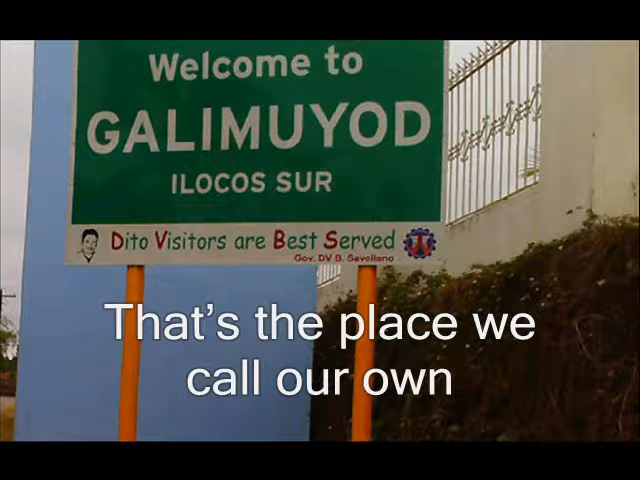 Welcome to
GALIMUYOD
ILOCOS SUR
Dito Visitors are Best Served
Gov. DV B. Savellano
That's the place we
call our own